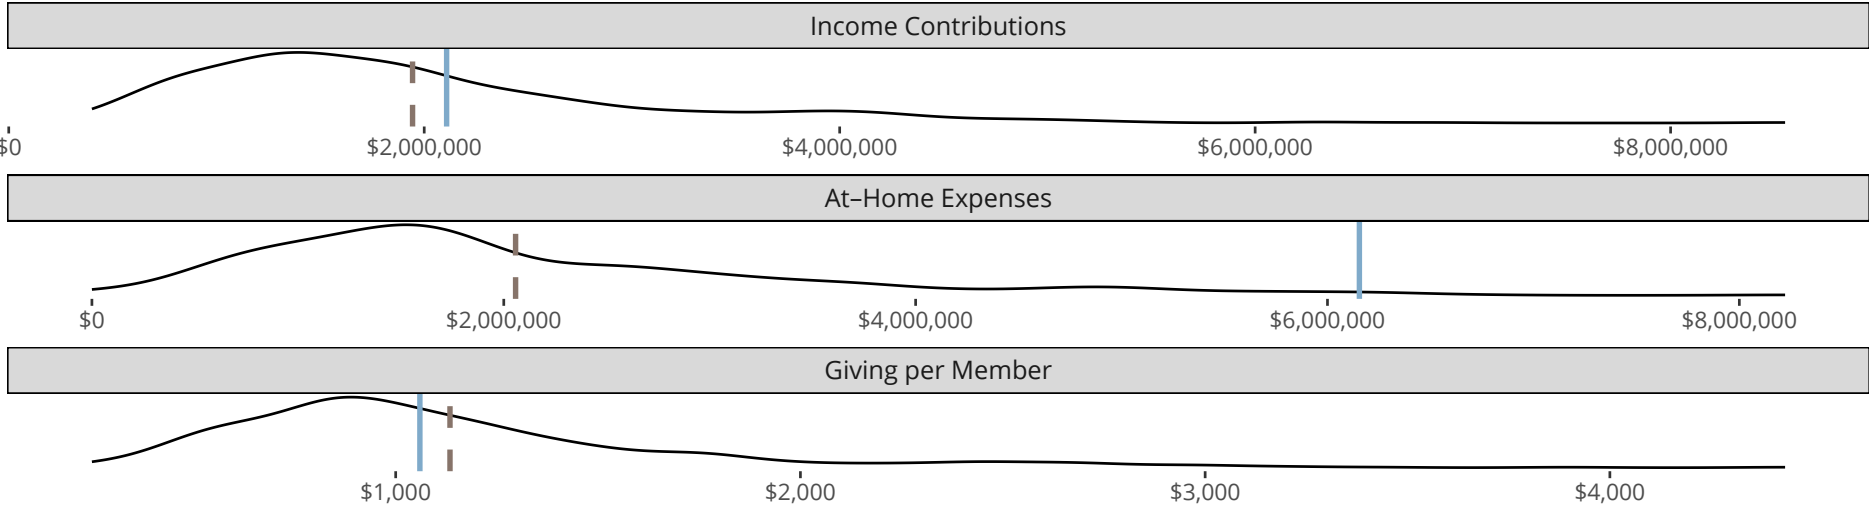 Income Contributions
$0 $2,000,000 $4,000,000 $6,000,000 $8,000,000
At–Home Expenses
$0 $2,000,000 $4,000,000 $6,000,000 $8,000,000
Giving per Member
$1,000 $2,000 $3,000 $4,000